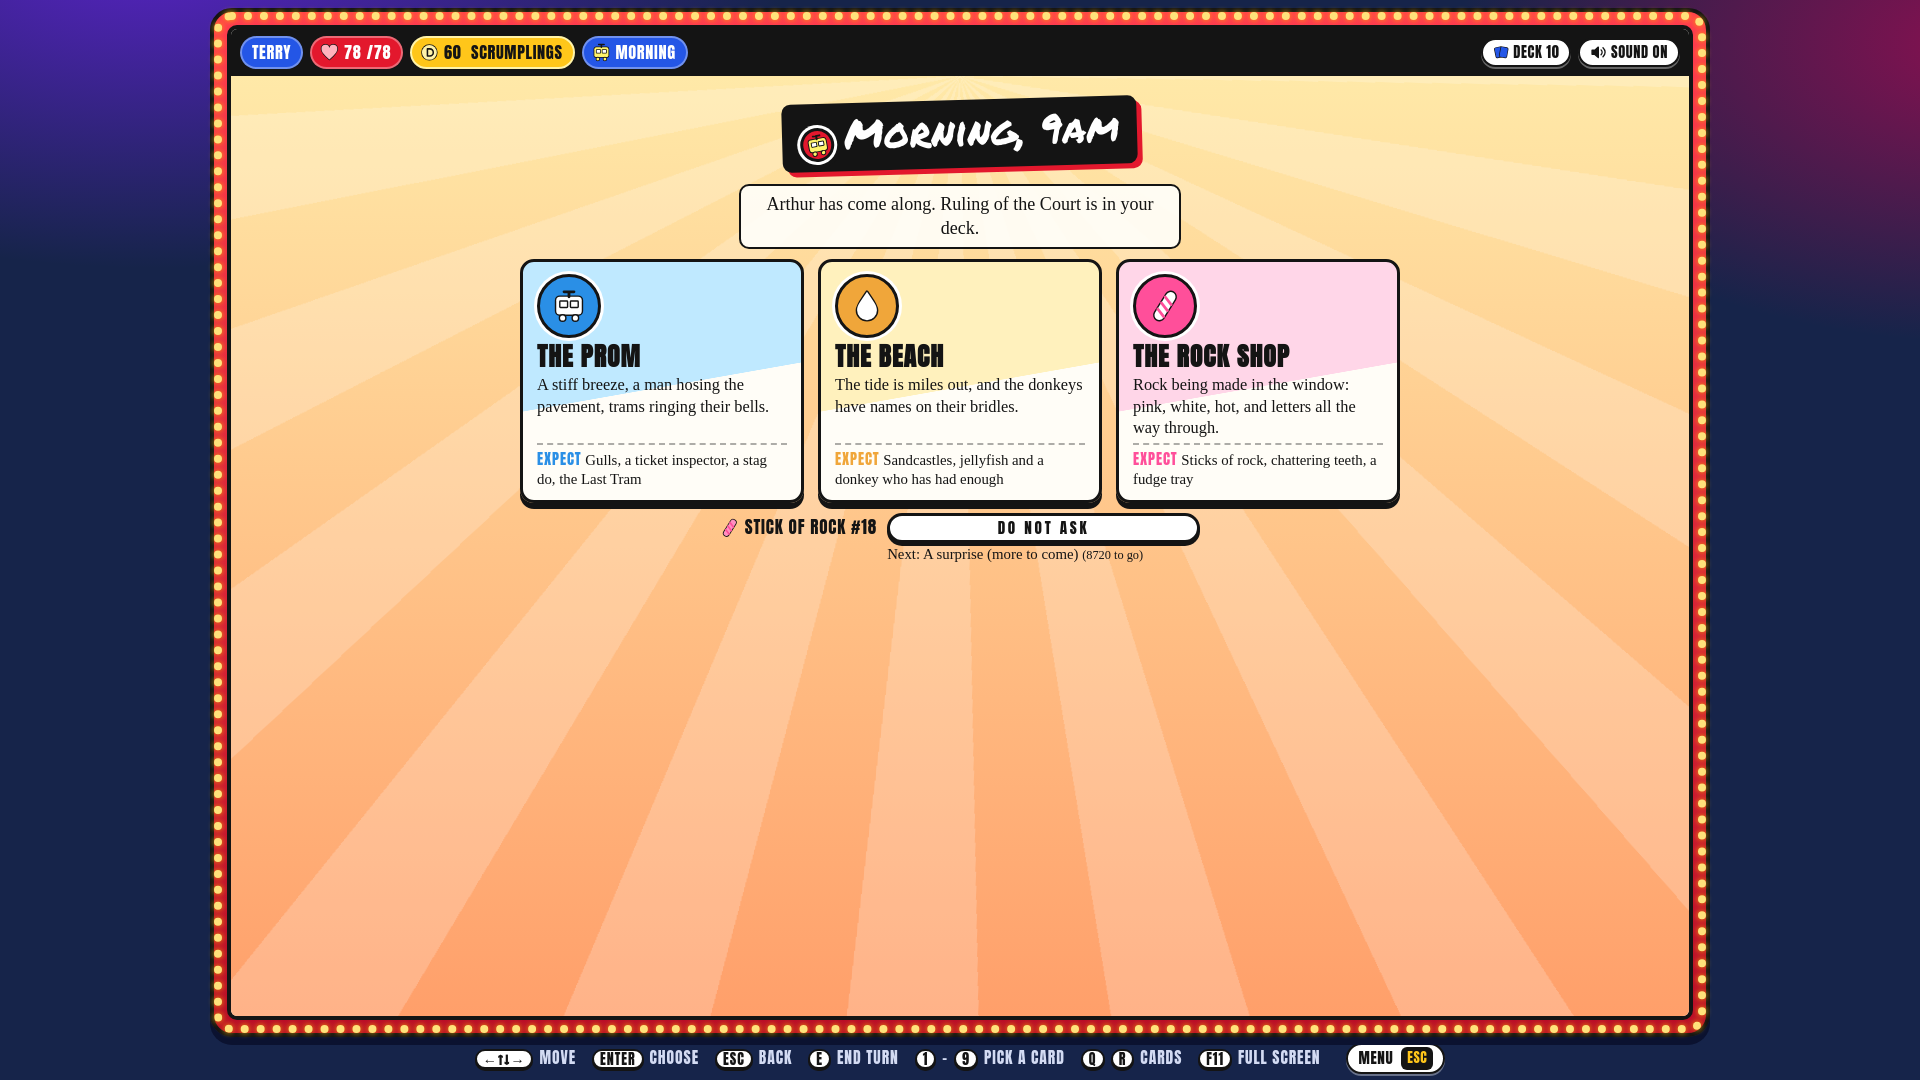 TERRY
78 /78
D 60 SCRUMPLINGS
MORNING
DECK 10
SOUND ON
Morning, 9am
Arthur has come along. Ruling of the Court is in your
deck.
THE PROM
A stiff breeze, a man hosing the
pavement, trams ringing their bells.
EXPECT Gulls, a ticket inspector, a stag
do, the Last Tram
THE BEACH
The tide is miles out, and the donkeys
have names on their bridles.
EXPECT Sandcastles, jellyfish and a
donkey who has had enough
THE ROCK SHOP
Rock being made in the window:
pink, white, hot, and letters all the
way through.
EXPECT Sticks of rock, chattering teeth, a
fudge tray
STICK OF ROCK #18
DO NOT ASK
Next: A surprise (more to come) (8720 to go)
←↑↓→ MOVE ENTER CHOOSE ESC BACK E END TURN 1 - 9 PICK A CARD Q R CARDS F11 FULL SCREEN MENU ESC